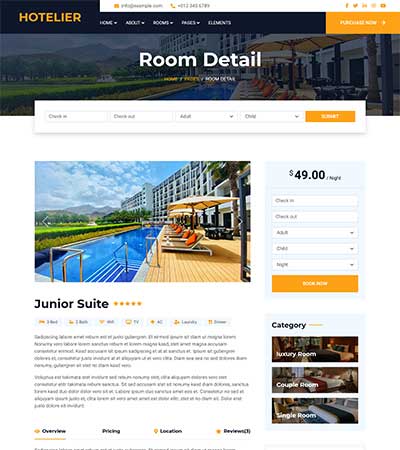 HOTELIER
info@example.com
+012 345 6789
HOME
ABOUT
ROOMS
PAGES
ELEMENTS
PURCHASE NOW
Room Detail
HOME / PAGES / ROOM DETAIL
Check in
Check out
Adult
Child
SUBMIT
$49.00 / Night
Check in
Check out
Adult
Child
Night
BOOK NOW
Junior Suite
3 Bed
2 Bath
Wifi
TV
AC
Laundry
Dinner
Sadipscing labore amet rebum est et justo gubergren. Et eirmod ipsum sit diam ut magna
lorem. Nonumy vero labore lorem sanctus rebum et lorem magna kasd, stet amet magna
accusam consetetur eirmod. Kasd accusam sit ipsum sadipscing et at at sanctus et. Ipsum sit gubergren
dolores et, consetetur justo invidunt at et aliquyam ut et vero clita. Diam sea sea no sed dolores diam
nonumy, gubergren sit stet no diam kasd vero.
Voluptua est takimata stet invidunt sed rebum nonumy stet, clita aliquyam dolores vero stet
consetetur elitr takimata rebum sanctus. Sit sed accusam stet sit nonumy kasd diam dolores, sanctus
lorem kasd duo dolor dolor vero sit et. Labore ipsum duo sanctus amet eos et. Consetetur no sed et
aliquyam ipsum justo et, clita lorem sit vero amet amet est dolor elitr, stet et no diam sit. Dolor erat
justo dolore sit invidunt.
Category
luxury Room
Couple Room
Single Room
Overview
Pricing
Location
Reviews(3)